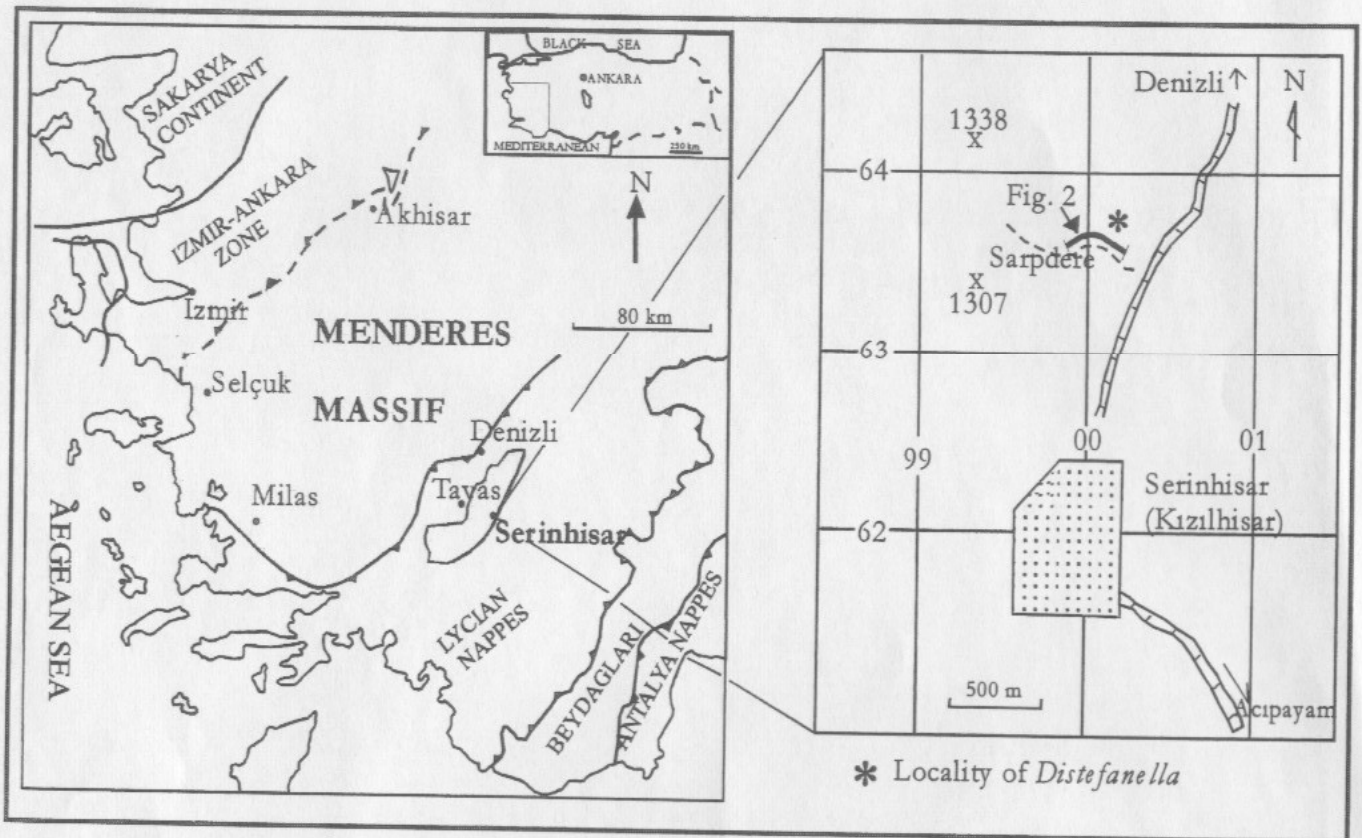 BLACK SEA
ANKARA
MEDITERRANEAN
250 km
SAKARYA
CONTINENT
IZMIR-ANKARA
ZONE
Akhisar
N
Izmir
80 km
MENDERES
MASSIF
Selçuk
Denizli
Milas
Tavas
Serinhisar
AEGEAN SEA
LYCIAN
NAPPES
BEYDAGLARI
ANTALYA NAPPES
Denizli
N
1338
x
64
Fig. 2
*
Sarpdere
x
1307
63
99
00
01
Serinhisar
(Kızılhisar)
62
500 m
Acıpayam
* Locality of Distefanella